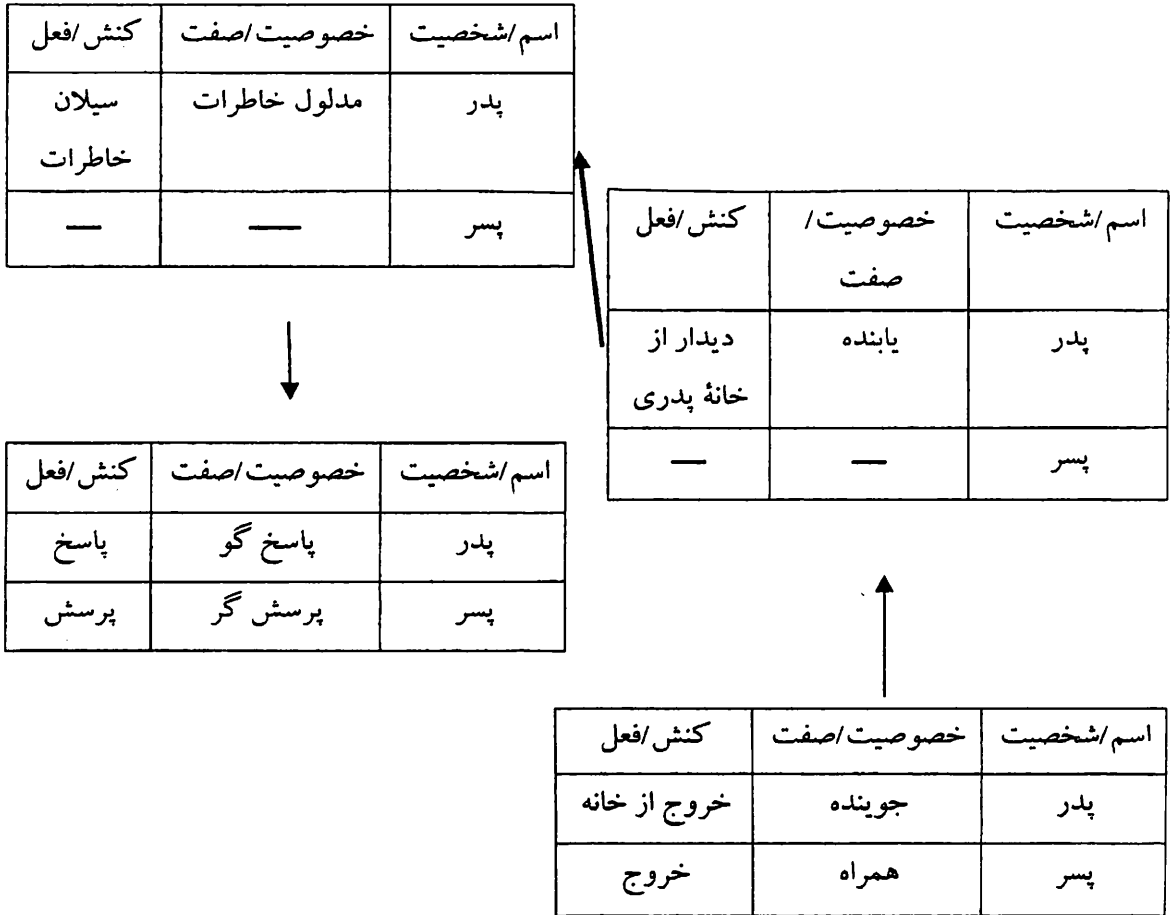 اسم/شخصیت خصوصیت/صفت کنش/فعل
پدر مدلول خاطرات سیلان
خاطرات
پسر — —
اسم/شخصیت خصوصیت/ کنش/فعل
صفت
پدر یابنده دیدار از
خانهٔ پدری
پسر — —
اسم/شخصیت خصوصیت/صفت کنش/فعل
پدر پاسخ گو پاسخ
پسر پرسش گر پرسش
اسم/شخصیت خصوصیت/صفت کنش/فعل
پدر جوینده خروج از خانه
پسر همراه خروج